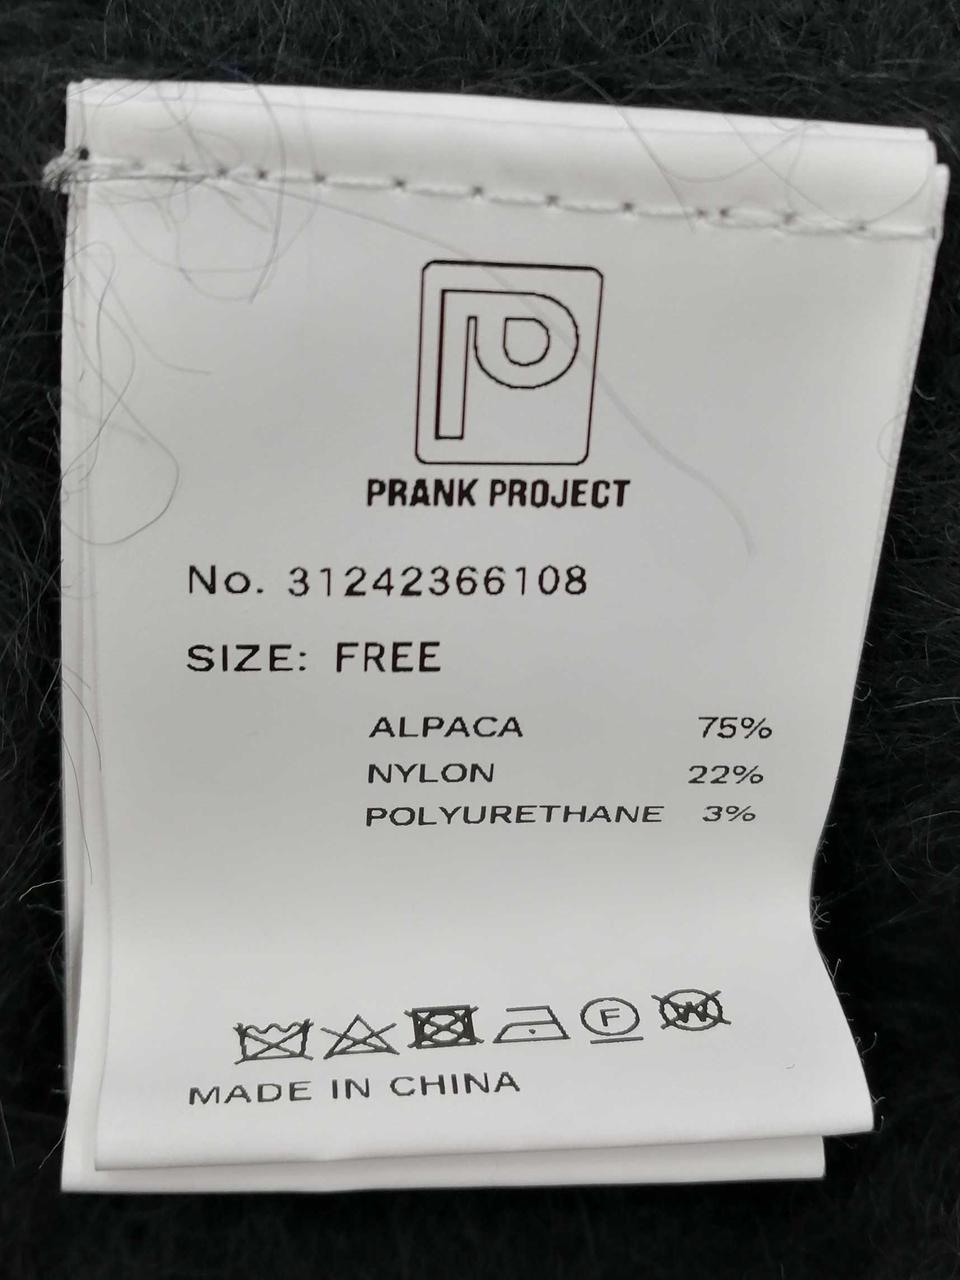 P
PRANK PROJECT
No. 31242366108
SIZE: FREE
ALPACA 75%
NYLON 22%
POLYURETHANE 3%
F W
MADE IN CHINA